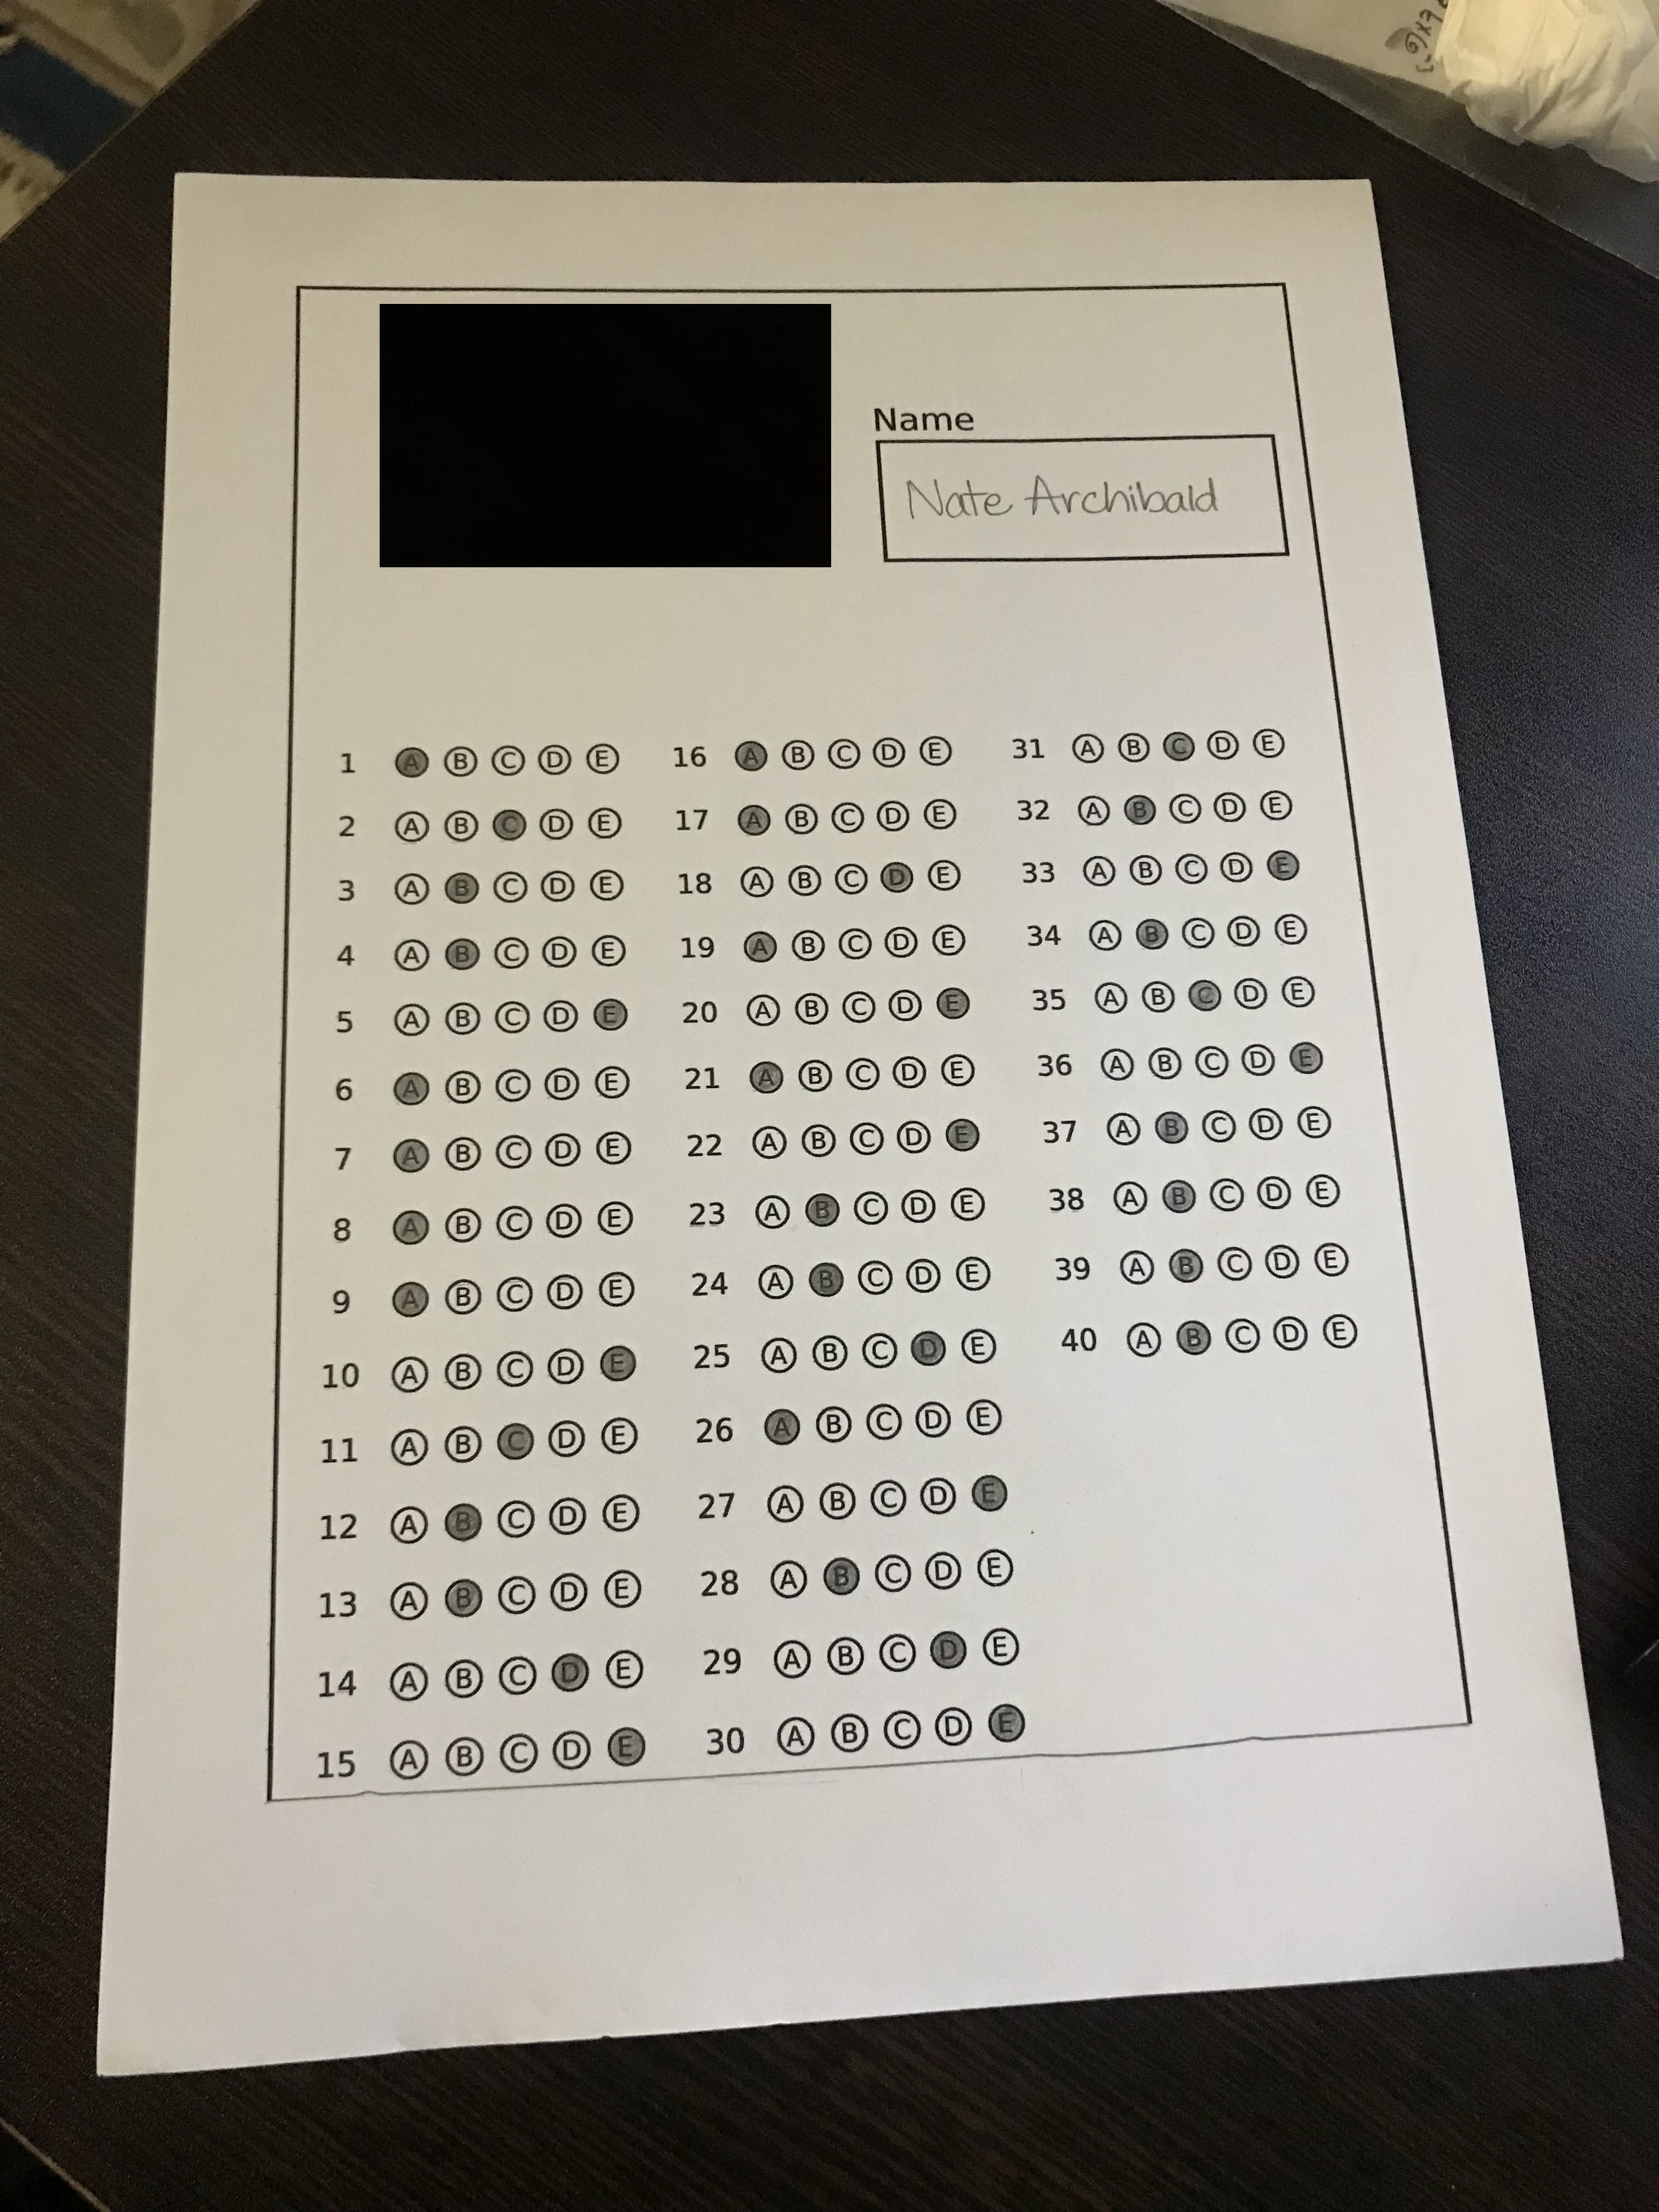 Name
Nate Archibald
1 A B C D E 16 A B C D E 31 A B C D E
2 A B C D E 17 A B C D E 32 A B C D E
3 A B C D E 18 A B C D E 33 A B C D E
4 A B C D E 19 A B C D E 34 A B C D E
5 A B C D E 20 A B C D E 35 A B C D E
6 A B C D E 21 A B C D E 36 A B C D E
7 A B C D E 22 A B C D E 37 A B C D E
8 A B C D E 23 A B C D E 38 A B C D E
9 A B C D E 24 A B C D E 39 A B C D E
10 A B C D E 25 A B C D E 40 A B C D E
11 A B C D E 26 A B C D E
12 A B C D E 27 A B C D E
13 A B C D E 28 A B C D E
14 A B C D E 29 A B C D E
15 A B C D E 30 A B C D E